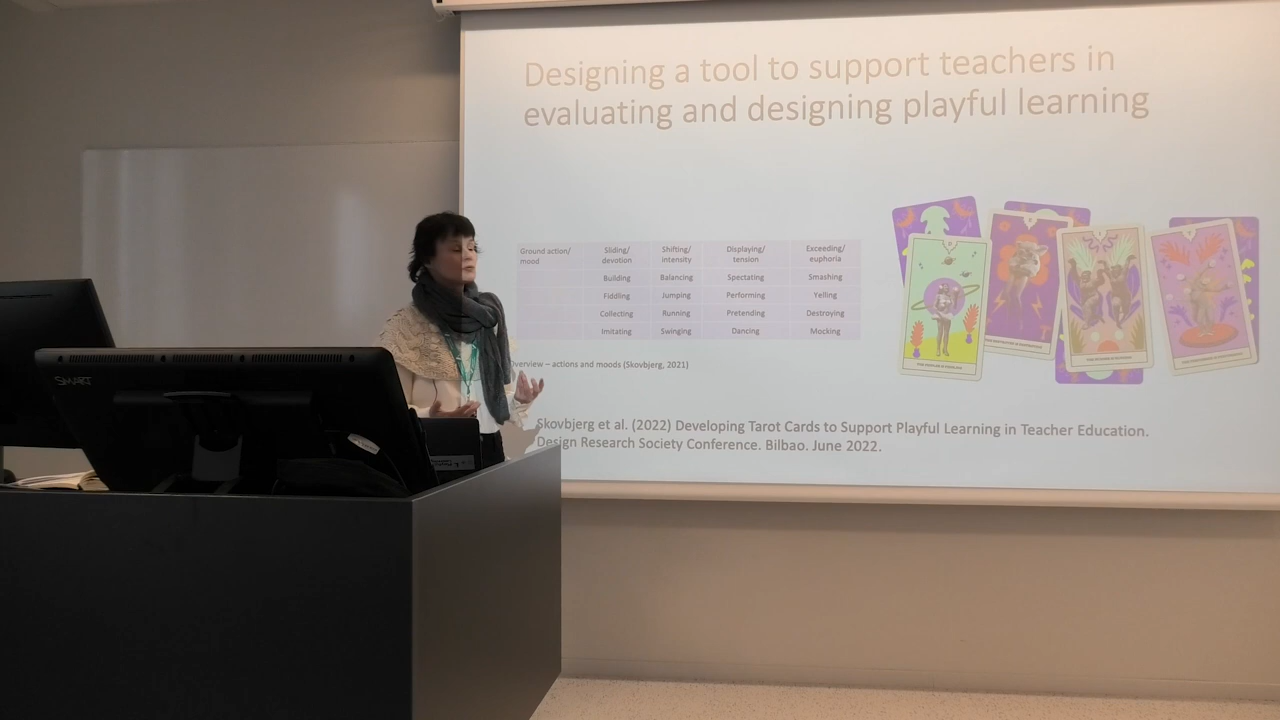 Designing a tool to support teachers in
evaluating and designing playful learning
Ground action/ mood Sliding/ devotion Shifting/ intensity Displaying/ tension Exceeding/ euphoria
Building Balancing Spectating Smashing
Fiddling Jumping Performing Yelling
Collecting Running Pretending Destroying
Imitating Swinging Dancing Mocking
Overview – actions and moods (Skovbjerg, 2021)
Skovbjerg et al. (2022) Developing Tarot Cards to Support Playful Learning in Teacher Education.
Design Research Society Conference. Bilbao. June 2022.
SMART